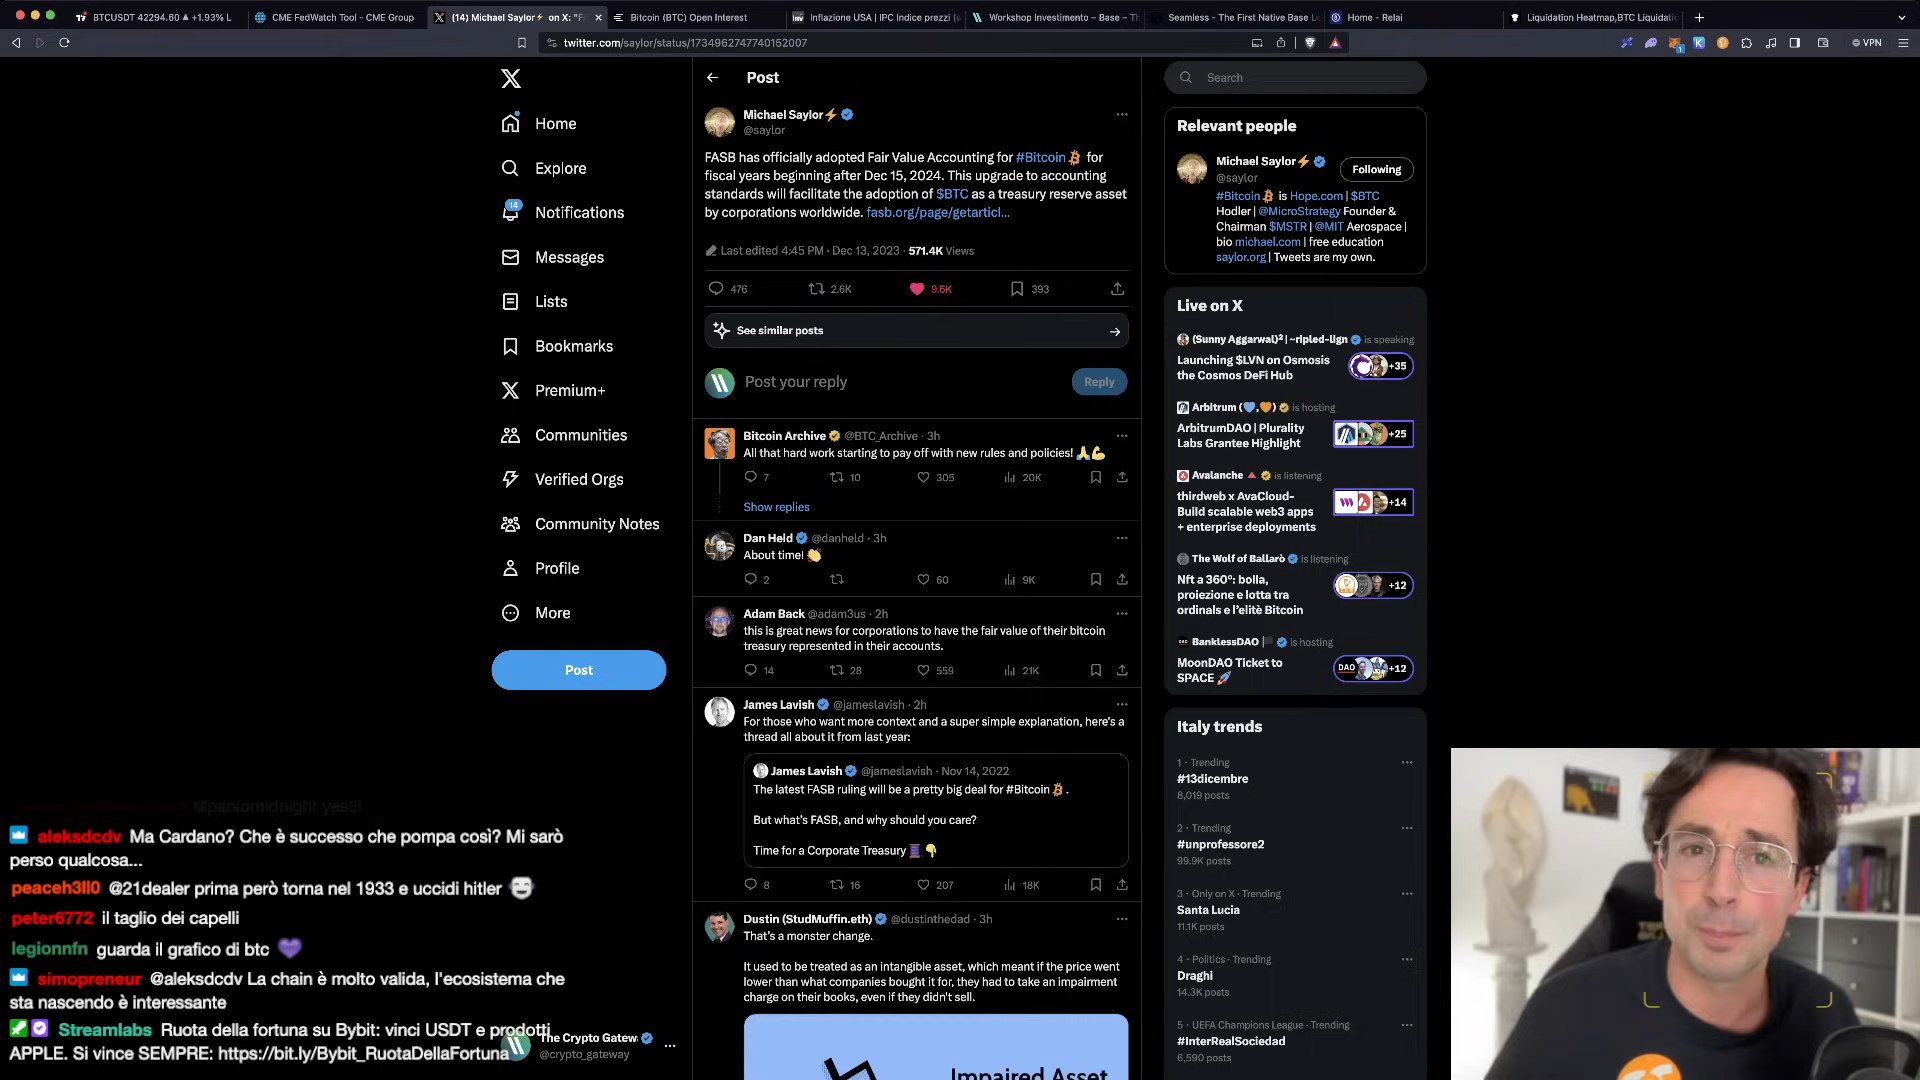 BTCUSDT 42294.60 ▲ +1.93% L
CME FedWatch Tool - CME Group
(14) Michael Saylor⚡ on X: "FA
Bitcoin (BTC) Open Interest
Inflazione USA | IPC Indice prezzi (a
Workshop Investimento – Base – Th
Seamless - The First Native Base L
Home - Relai
Liquidation Heatmap,BTC Liquidatio
twitter.com/saylor/status/1734962747740152007
VPN
Home
Explore
14
Notifications
Messages
Lists
Bookmarks
Premium+
Communities
Verified Orgs
Community Notes
Profile
More
Post
Post
Michael Saylor⚡
@saylor
FASB has officially adopted Fair Value Accounting for #Bitcoin for
fiscal years beginning after Dec 15, 2024. This upgrade to accounting
standards will facilitate the adoption of $BTC as a treasury reserve asset
by corporations worldwide. fasb.org/page/getarticl...
Last edited 4:45 PM · Dec 13, 2023 · 571.4K Views
476 2.6K 9.6K 393
See similar posts
Post your reply
Reply
Bitcoin Archive @BTC_Archive · 3h
All that hard work starting to pay off with new rules and policies! 🙏💪
7 10 305 20K
Show replies
Dan Held @danheld · 3h
About time! 👏
2 60 9K
Adam Back @adam3us · 2h
this is great news for corporations to have the fair value of their bitcoin
treasury represented in their accounts.
14 28 559 21K
James Lavish @jameslavish · 2h
For those who want more context and a super simple explanation, here's a
thread all about it from last year:
James Lavish @jameslavish · Nov 14, 2022
The latest FASB ruling will be a pretty big deal for #Bitcoin .
But what's FASB, and why should you care?
Time for a Corporate Treasury 🧵 👇
8 16 207 18K
Dustin (StudMuffin.eth) @dustinthedad · 3h
That's a monster change.
It used to be treated as an intangible asset, which meant if the price went
lower than what companies bought it for, they had to take an impairment
charge on their books, even if they didn't sell.
Impaired Asset
Search
Relevant people
Michael Saylor⚡
@saylor
Following
#Bitcoin is Hope.com | $BTC
Hodler | @MicroStrategy Founder &
Chairman $MSTR | @MIT Aerospace |
bio michael.com | free education
saylor.org | Tweets are my own.
Live on X
(Sunny Aggarwal)² | ~ripled-lign is speaking
Launching $LVN on Osmosis
the Cosmos DeFi Hub
+35
Arbitrum (💙,🧡) is hosting
ArbitrumDAO | Plurality
Labs Grantee Highlight
+25
Avalanche 🔺 is listening
thirdweb x AvaCloud-
Build scalable web3 apps
+ enterprise deployments
+14
The Wolf of Ballarò is listening
Nft a 360°: bolla,
proiezione e lotta tra
ordinals e l'elitè Bitcoin
+12
BanklessDAO 🏴 is hosting
MoonDAO Ticket to
SPACE 🚀
DAO
+12
Italy trends
1 · Trending
#13dicembre
8,019 posts
2 · Trending
#unprofessore2
99.9K posts
3 · Only on X · Trending
Santa Lucia
11.1K posts
4 · Politics · Trending
Draghi
14.3K posts
5 · UEFA Champions League · Trending
#InterRealSociedad
6,590 posts
@paolomidnight yes!!!
aleksdcdv Ma Cardano? Che è successo che pompa così? Mi sarò
perso qualcosa...
peaceh3ll0 @21dealer prima però torna nel 1933 e uccidi hitler
peter6772 il taglio dei capelli
legionnfn guarda il grafico di btc 💜
simopreneur @aleksdcdv La chain è molto valida, l'ecosistema che
sta nascendo è interessante
Streamlabs Ruota della fortuna su Bybit: vinci USDT e prodotti
APPLE. Si vince SEMPRE: https://bit.ly/Bybit_RuotaDellaFortuna
The Crypto Gatew
@crypto_gateway